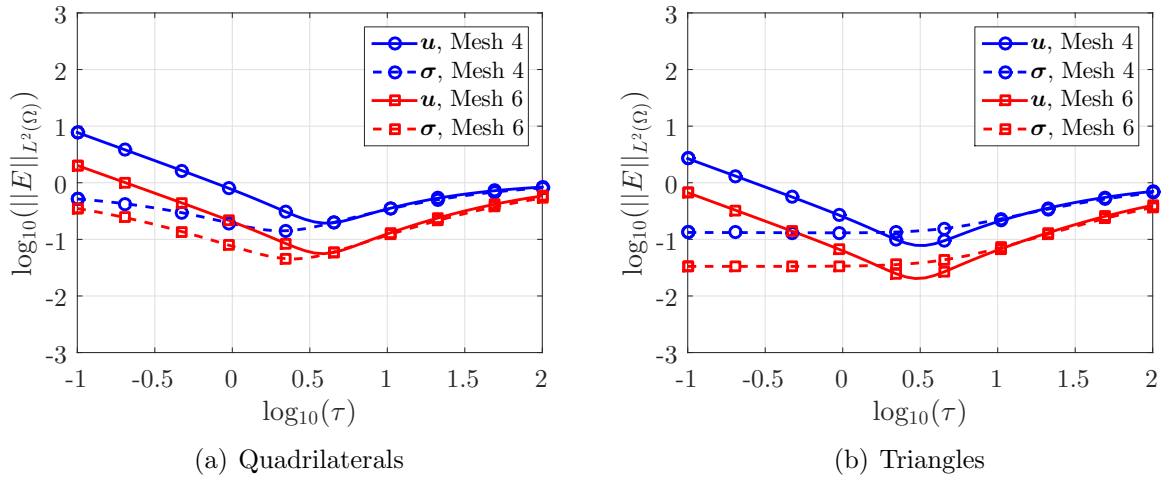 3
2
1
0
-1
-2
-3
log₁₀(||E||_{L²(Ω)})
-1 -0.5 0 0.5 1 1.5 2
log₁₀(τ)
u, Mesh 4
σ, Mesh 4
u, Mesh 6
σ, Mesh 6
(a) Quadrilaterals
3
2
1
0
-1
-2
-3
log₁₀(||E||_{L²(Ω)})
-1 -0.5 0 0.5 1 1.5 2
log₁₀(τ)
u, Mesh 4
σ, Mesh 4
u, Mesh 6
σ, Mesh 6
(b) Triangles